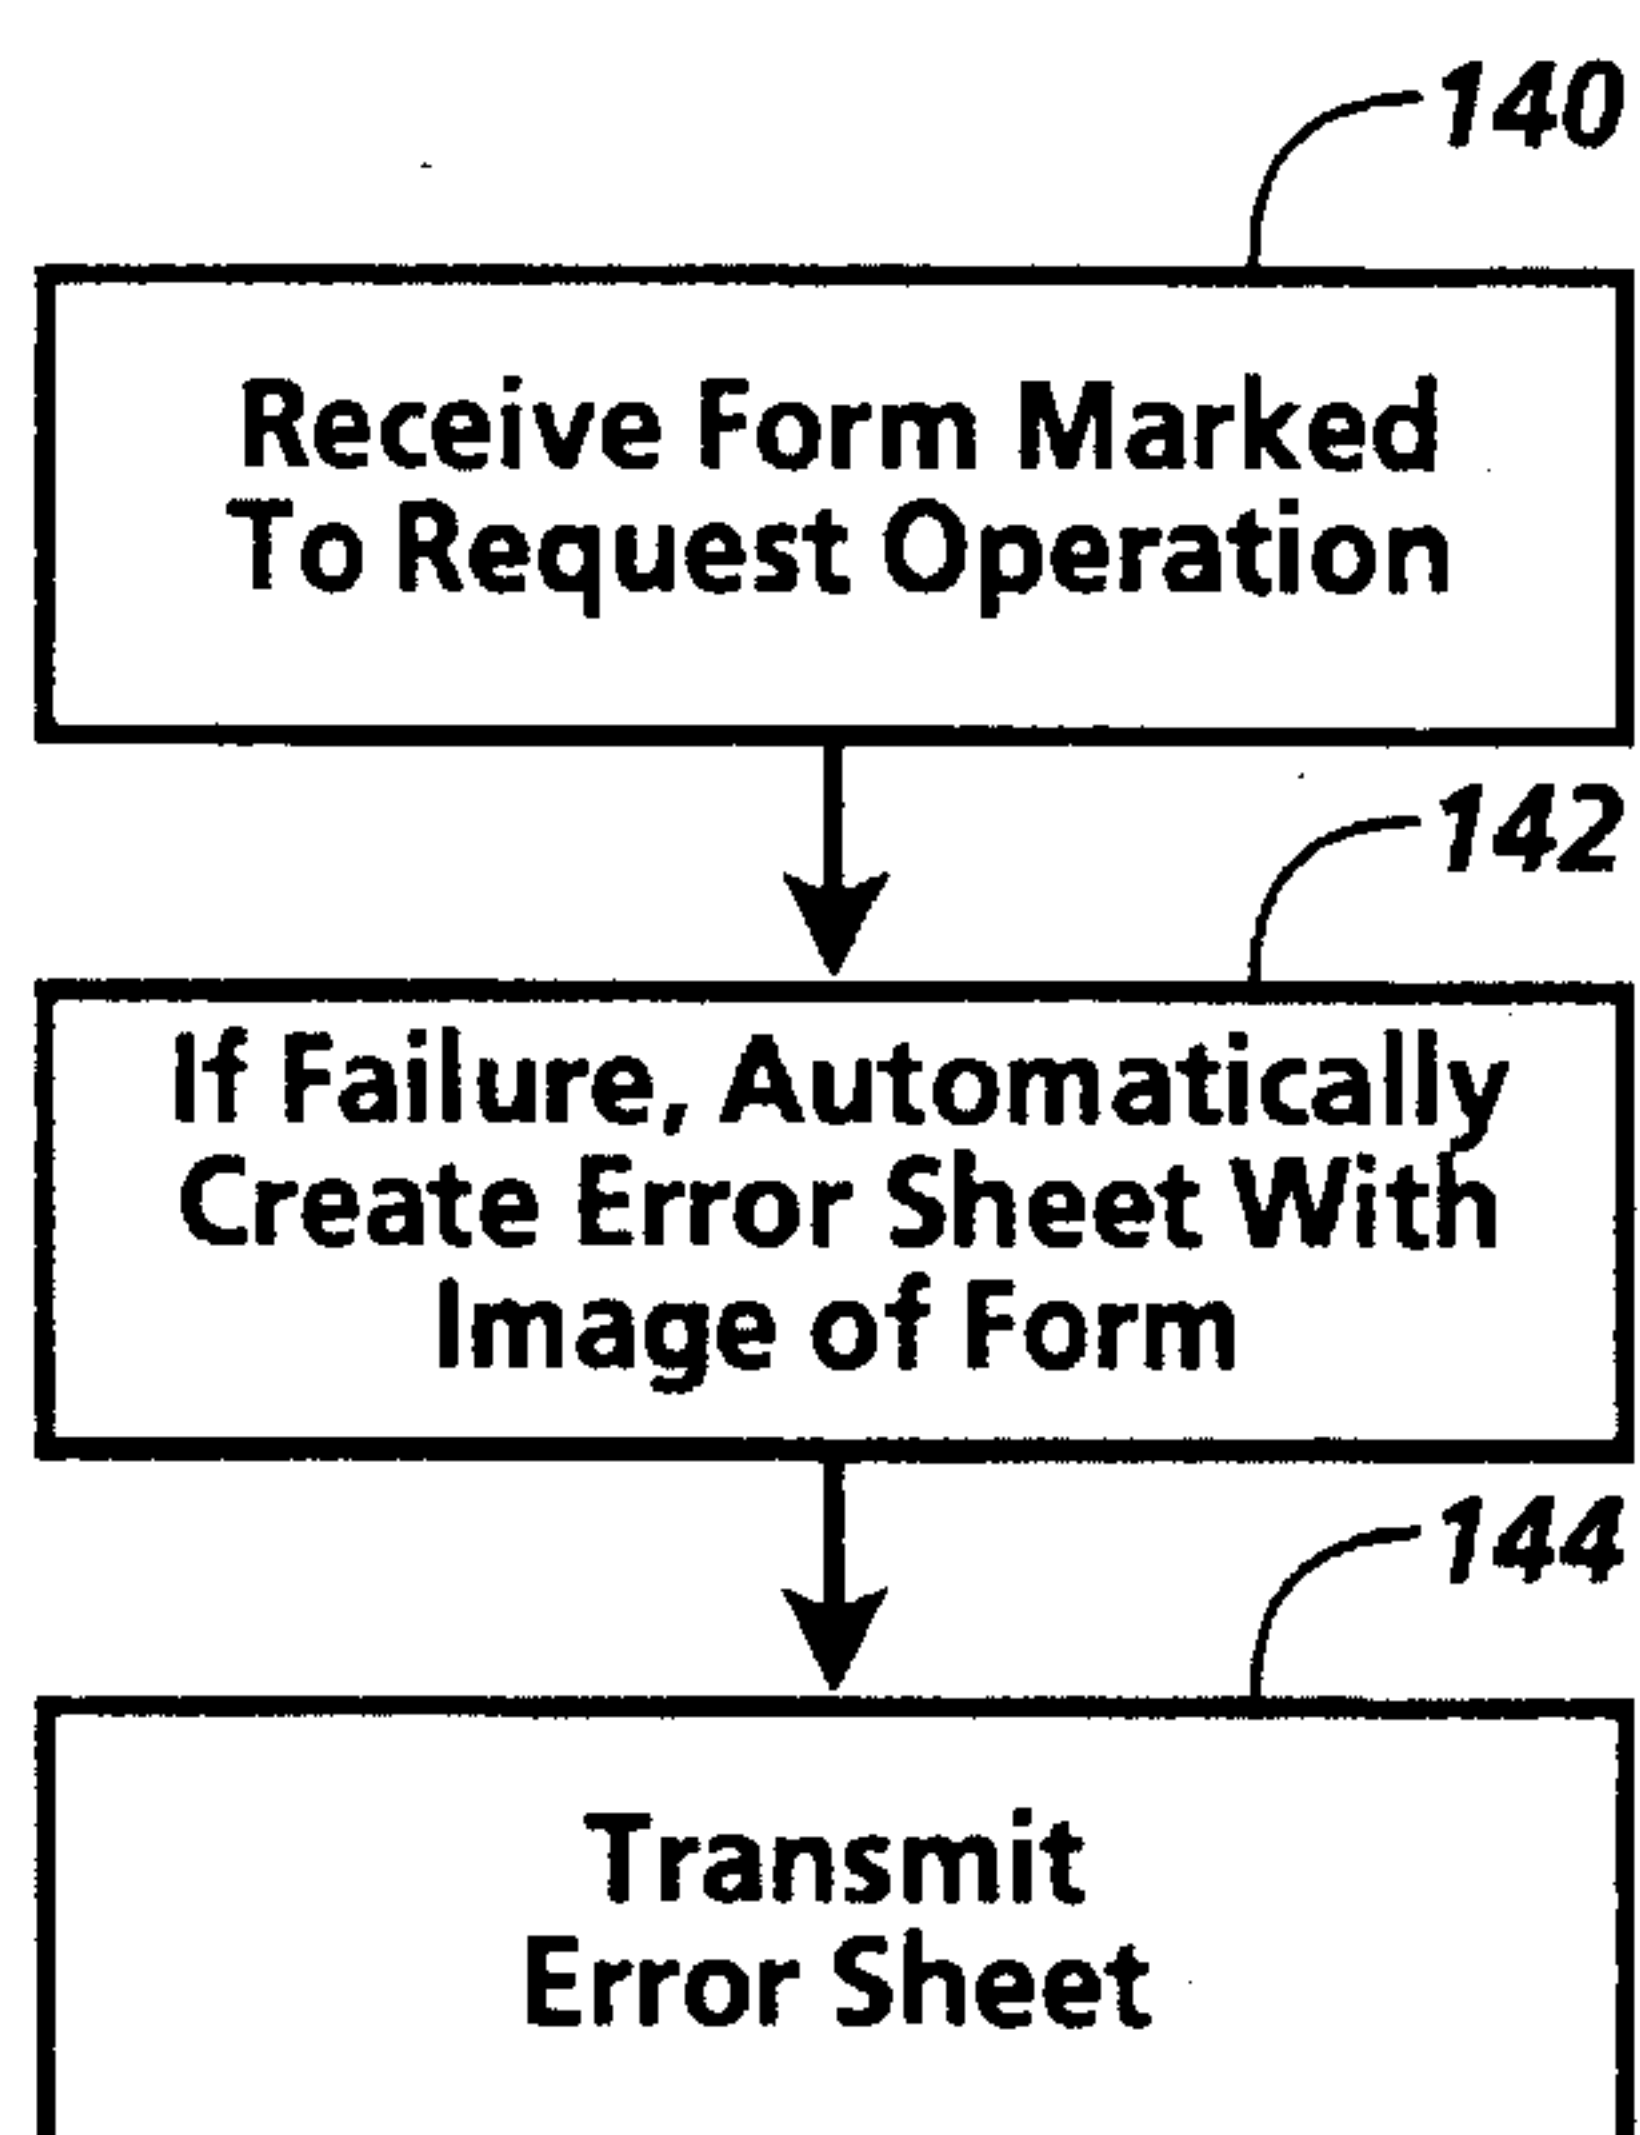 140
Receive Form Marked
To Request Operation
142
If Failure, Automatically
Create Error Sheet With
Image of Form
144
Transmit
Error Sheet